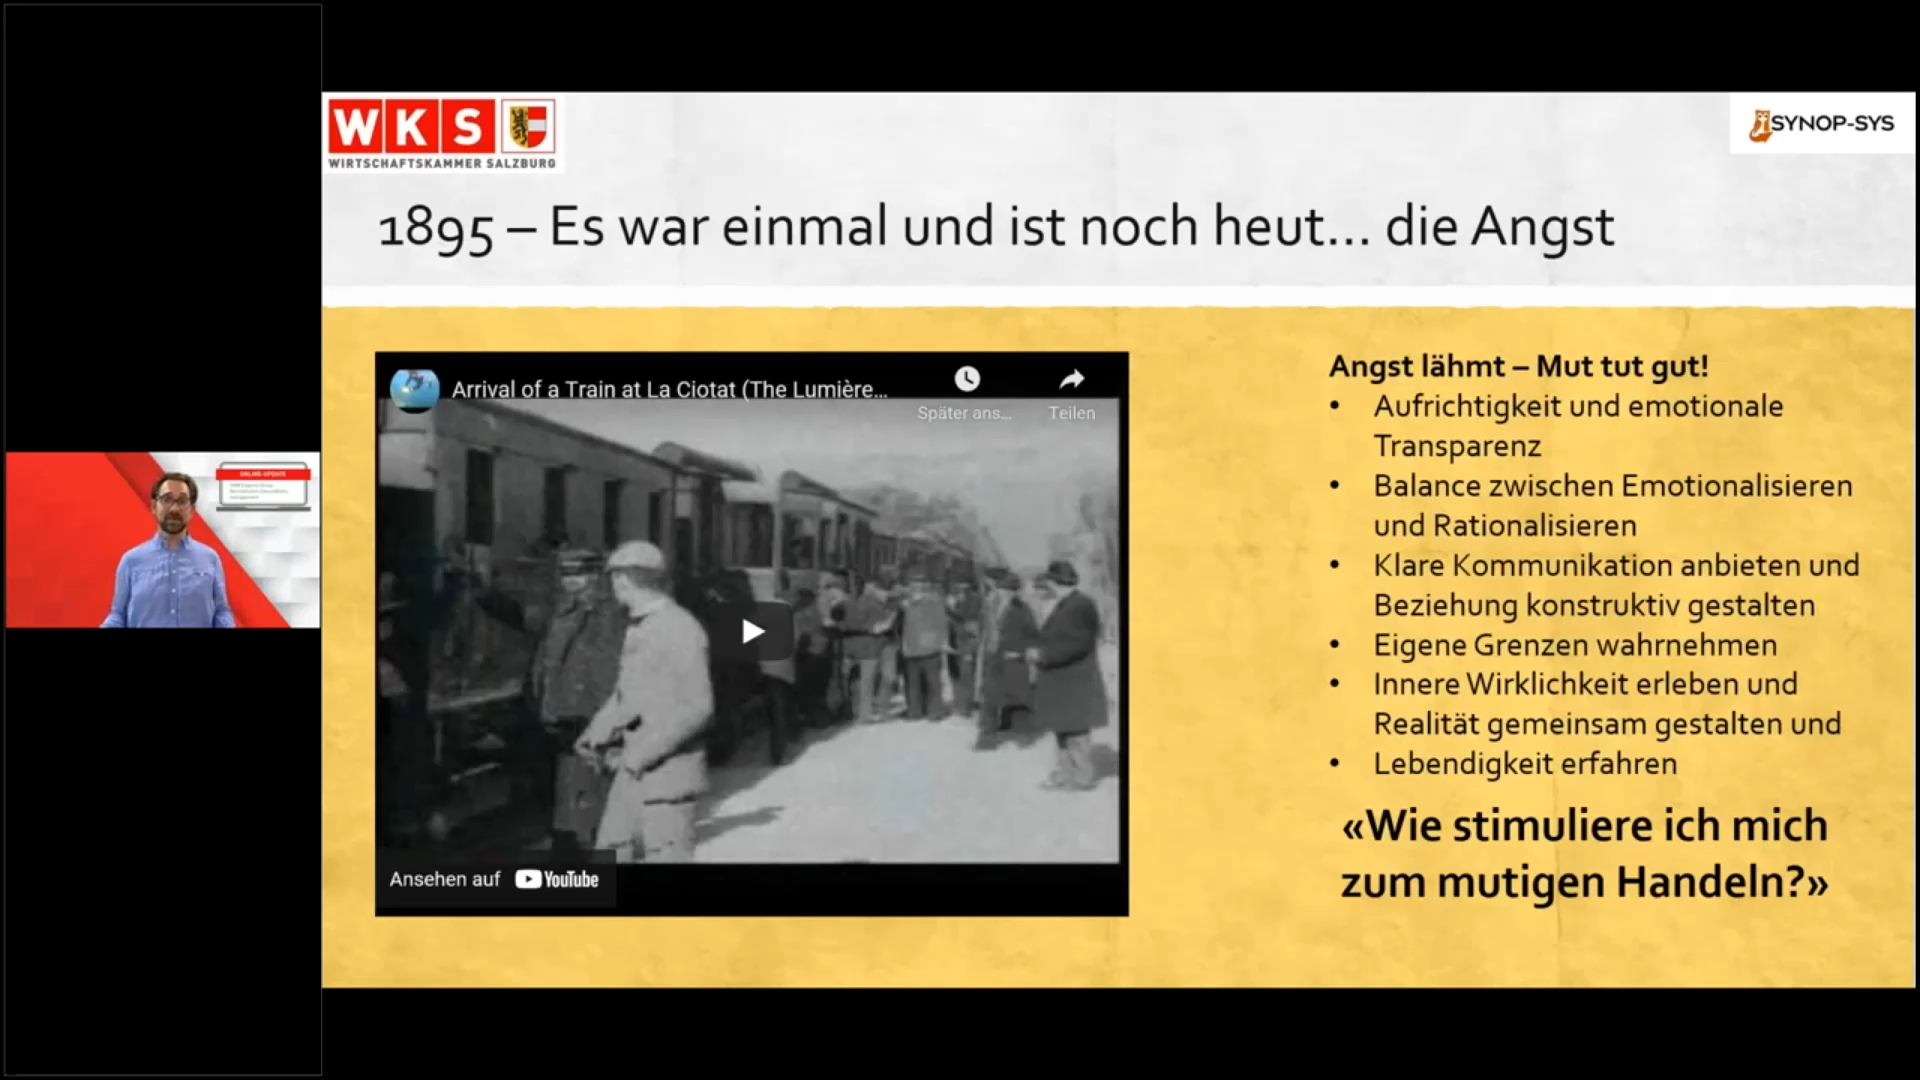 WKS
WIRTSCHAFTSKAMMER SALZBURG
SYNOP-SYS
1895 – Es war einmal und ist noch heut... die Angst
Arrival of a Train at La Ciotat (The Lumière...
Später ans...
Teilen
Ansehen auf YouTube
Angst lähmt – Mut tut gut!
• Aufrichtigkeit und emotionale
Transparenz
• Balance zwischen Emotionalisieren
und Rationalisieren
• Klare Kommunikation anbieten und
Beziehung konstruktiv gestalten
• Eigene Grenzen wahrnehmen
• Innere Wirklichkeit erleben und
Realität gemeinsam gestalten und
• Lebendigkeit erfahren
«Wie stimuliere ich mich
zum mutigen Handeln?»
ONLINE-UPDATE